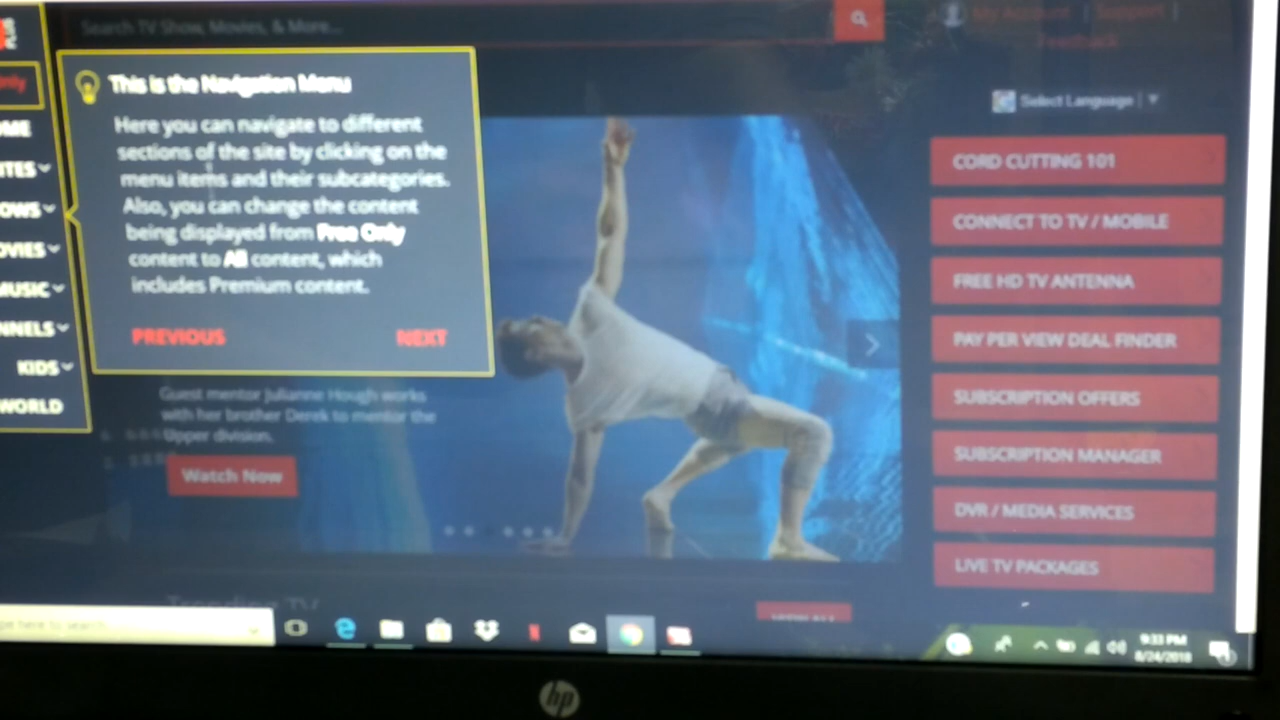 Search TV Show, Movies, & More...
My Account | Support |
Feedback
Select Language
This is the Navigation Menu
Here you can navigate to different
sections of the site by clicking on the
menu items and their subcategories.
Also, you can change the content
being displayed from Free Only
content to All content, which
includes Premium content.
PREVIOUS NEXT
KIDS
WORLD
Guest mentor Julianne Hough works
with her brother Derek to mentor the
Upper division.
Watch Now
CORD CUTTING 101
CONNECT TO TV / MOBILE
FREE HD TV ANTENNA
PAY PER VIEW DEAL FINDER
SUBSCRIPTION OFFERS
SUBSCRIPTION MANAGER
DVR / MEDIA SERVICES
LIVE TV PACKAGES
Trending TV
9:33 PM
8/24/2018
hp